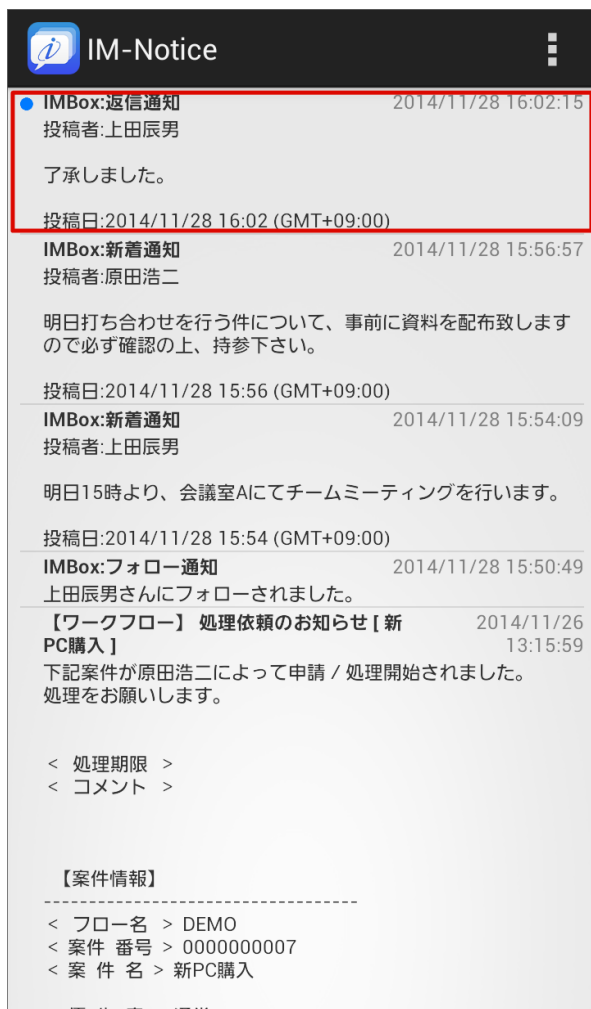 IM-Notice
IMBox:返信通知 2014/11/28 16:02:15
投稿者:上田辰男
了承しました。
投稿日:2014/11/28 16:02 (GMT+09:00)
IMBox:新着通知 2014/11/28 15:56:57
投稿者:原田浩二
明日打ち合わせを行う件について、事前に資料を配布致します
ので必ず確認の上、持参下さい。
投稿日:2014/11/28 15:56 (GMT+09:00)
IMBox:新着通知 2014/11/28 15:54:09
投稿者:上田辰男
明日15時より、会議室Aにてチームミーティングを行います。
投稿日:2014/11/28 15:54 (GMT+09:00)
IMBox:フォロー通知 2014/11/28 15:50:49
上田辰男さんにフォローされました。
【ワークフロー】 処理依頼のお知らせ [ 新 2014/11/26
PC購入 ] 13:15:59
下記案件が原田浩二によって申請 / 処理開始されました。
処理をお願いします。
< 処理期限 >
< コメント >
【案件情報】
----------------------------------
< フロー名 > DEMO
< 案件 番号 > 0000000007
< 案 件 名 > 新PC購入